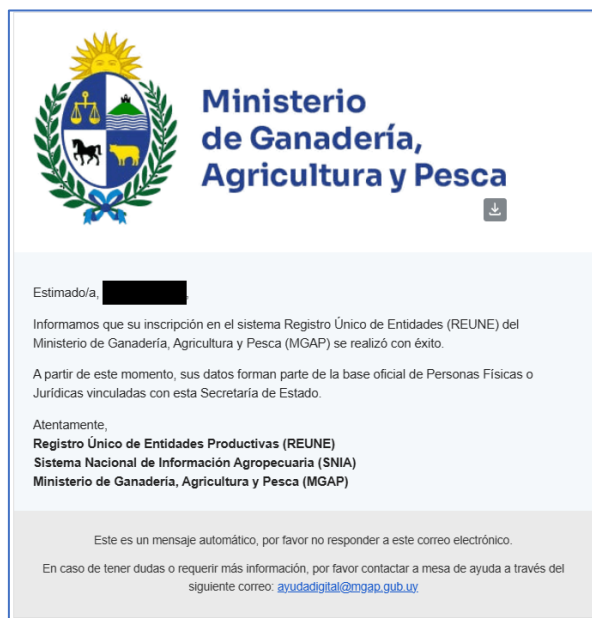 Ministerio
de Ganadería,
Agricultura y Pesca
Estimado/a,
Informamos que su inscripción en el sistema Registro Único de Entidades (REUNE) del
Ministerio de Ganadería, Agricultura y Pesca (MGAP) se realizó con éxito.
A partir de este momento, sus datos forman parte de la base oficial de Personas Físicas o
Jurídicas vinculadas con esta Secretaría de Estado.
Atentamente,
Registro Único de Entidades Productivas (REUNE)
Sistema Nacional de Información Agropecuaria (SNIA)
Ministerio de Ganadería, Agricultura y Pesca (MGAP)
Este es un mensaje automático, por favor no responder a este correo electrónico.
En caso de tener dudas o requerir más información, por favor contactar a mesa de ayuda a través del
siguiente correo: ayudadigital@mgap.gub.uy